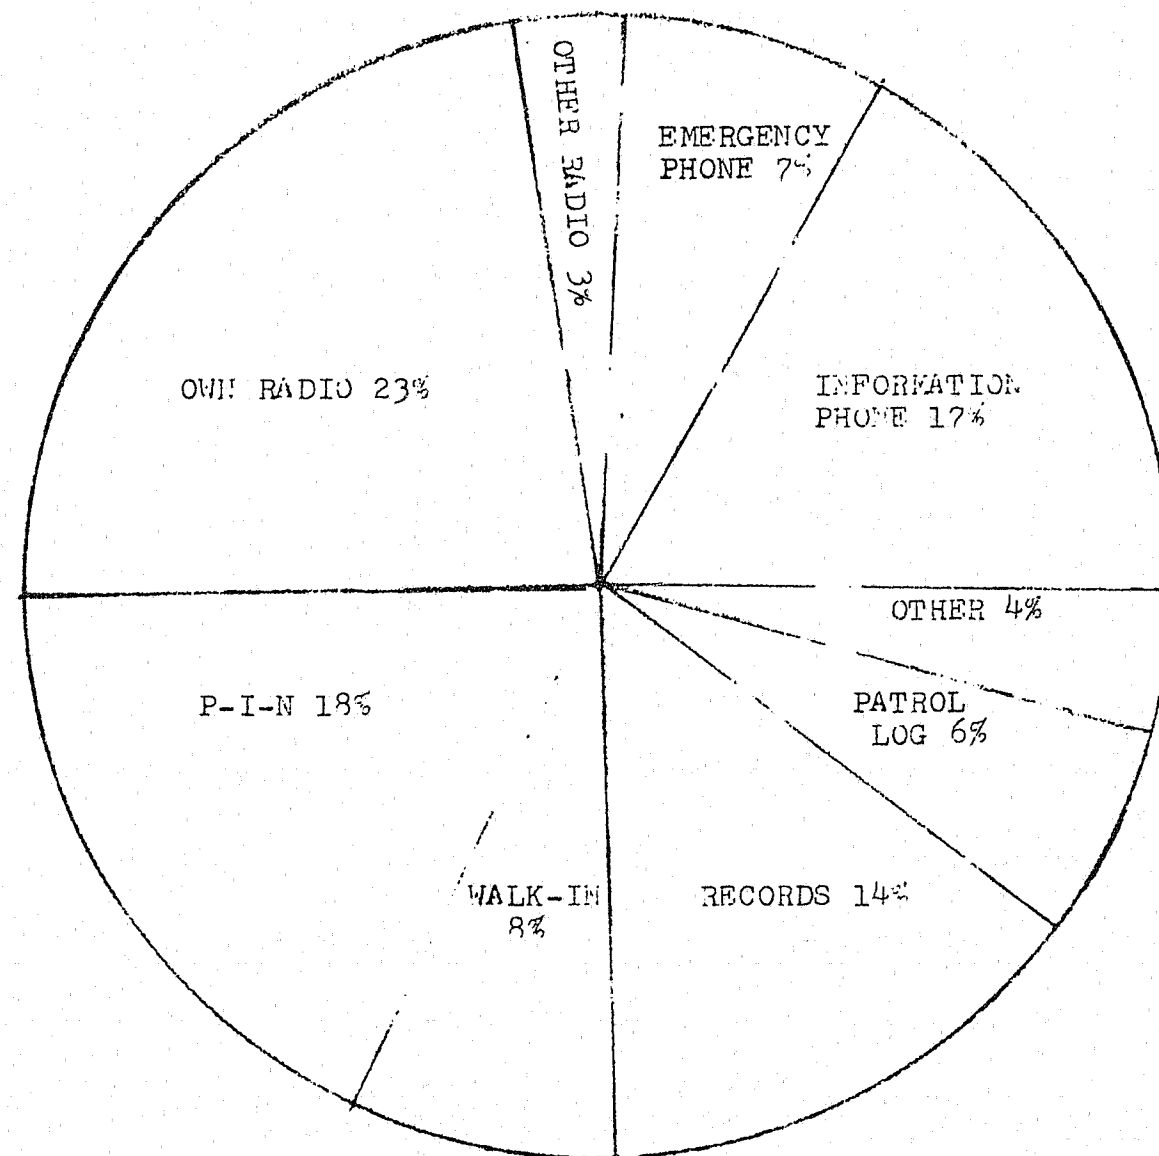 OTHER RADIO 3%
EMERGENCY
PHONE 7%
OWN RADIO 23%
INFORMATION
PHONE 17%
OTHER 4%
P-I-N 18%
PATROL
LOG 6%
WALK-IN
8%
RECORDS 14%